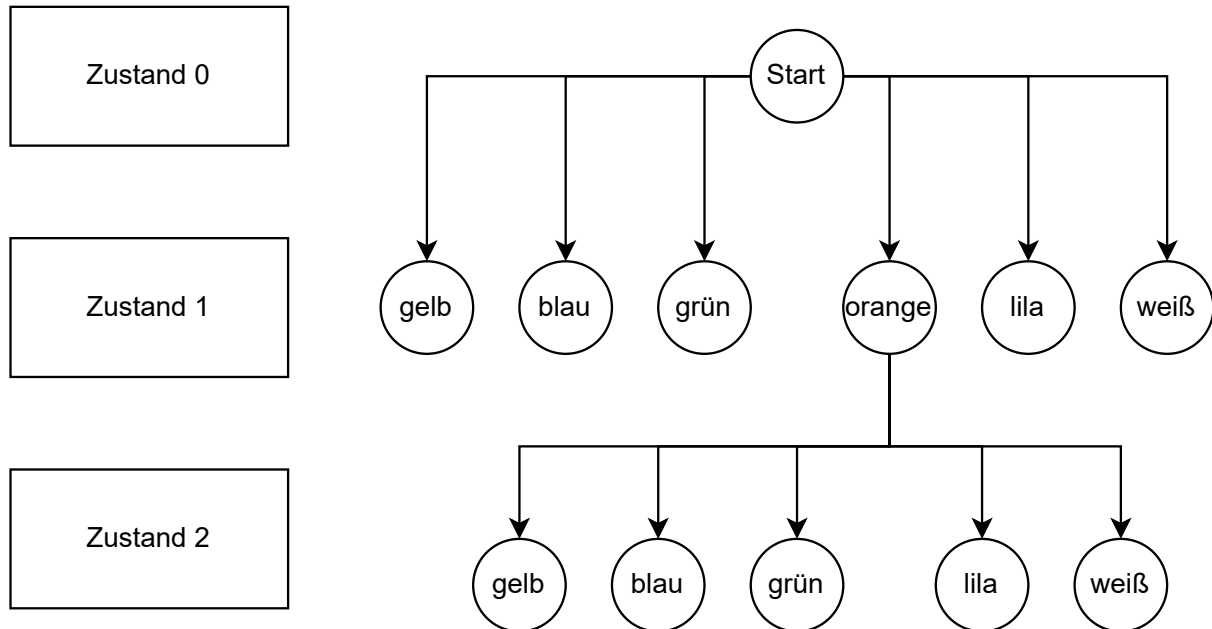 Zustand 0
Start
Zustand 1
gelb
blau
grün
orange
lila
weiß
Zustand 2
gelb
blau
grün
lila
weiß